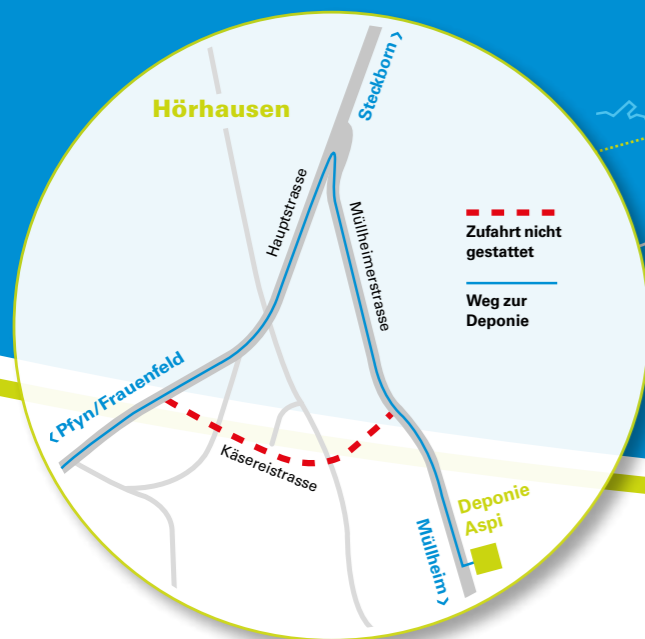 Steckborn >
Hörhausen
Hauptstrasse
Müllheimerstrasse
Zufahrt nicht
gestattet
Weg zur
Deponie
< Pfyn/Frauenfeld
Käsereistrasse
Deponie
Aspi
Müllheim >